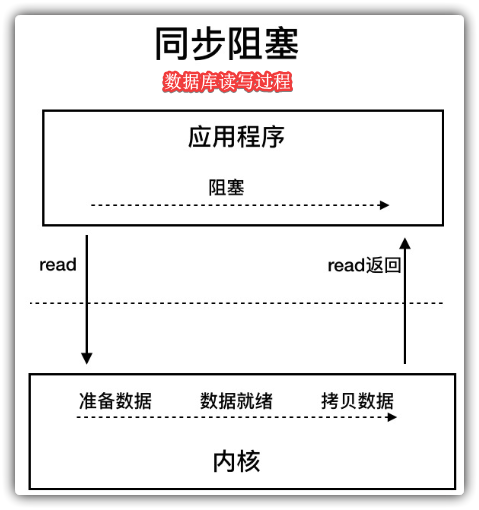 同步阻塞
数据库读写过程
应用程序
阻塞
read
read返回
准备数据 数据就绪 拷贝数据
内核